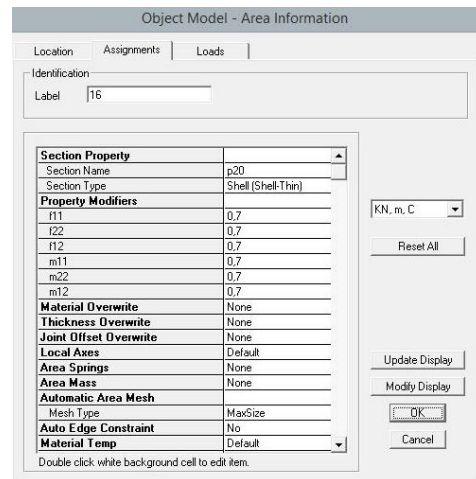 Object Model - Area Information
Location Assignments Loads
Identification
Label 16
Section Property
Section Name p20
Section Type Shell (Shell-Thin)
Property Modifiers
f11 0,7
f22 0,7
f12 0,7
m11 0,7
m22 0,7
m12 0,7
Material Overwrite None
Thickness Overwrite None
Joint Offset Overwrite None
Local Axes Default
Area Springs None
Area Mass None
Automatic Area Mesh
Mesh Type MaxSize
Auto Edge Constraint No
Material Temp Default
Double click white background cell to edit item.
KN, m, C
Reset All
Update Display
Modify Display
OK
Cancel